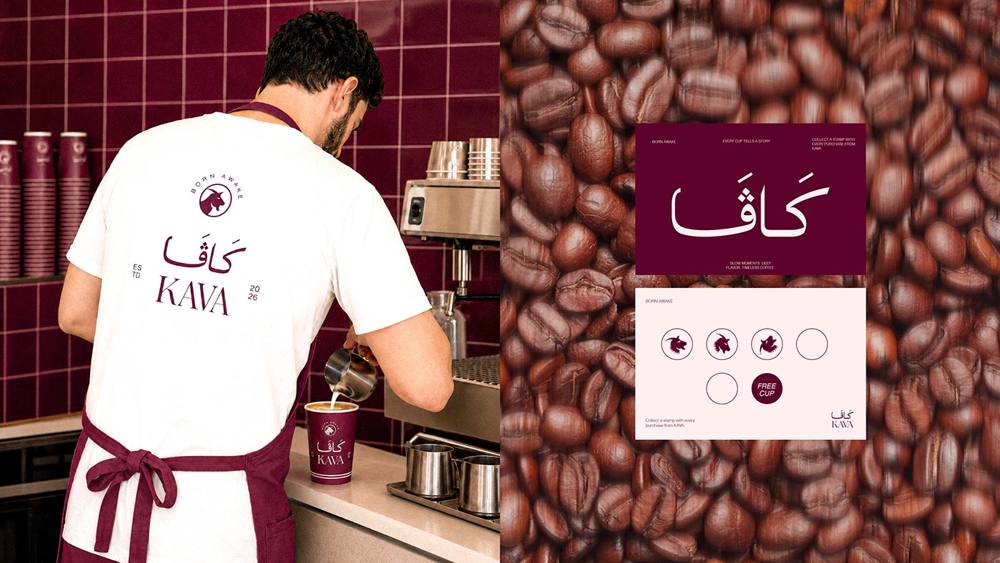 BORN AWAKE
كَاڤَا
ES
TD
KAVA
20
26
كَاڤَا
KAVA
BORN AWAKE
EVERY CUP TELLS A STORY
COLLECT A STAMP WITH
EVERY PURCHASE FROM
KAVA
كَاڤَا
SLOW MOMENTS DEEP
FLAVOR TIMELESS COFFEE
BORN AWAKE
FREE
CUP
Collect a stamp with every
purchase from KAVA
كَاڤَا
KAVA